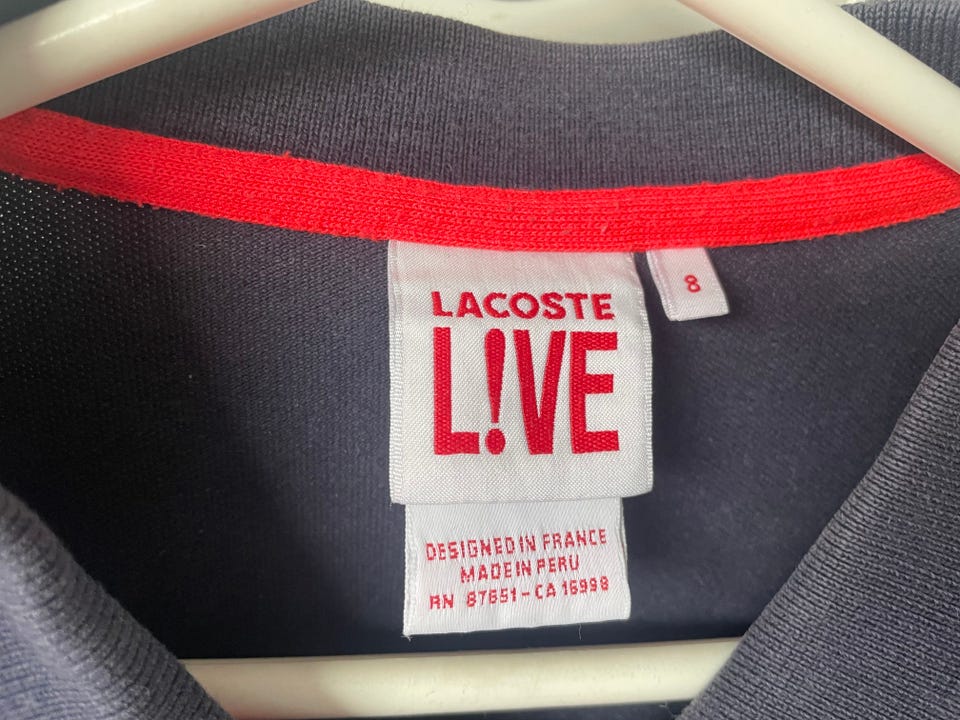 LACOSTE
L!VE
8
DESIGNED IN FRANCE
MADE IN PERU
RN 87651 - CA 16998